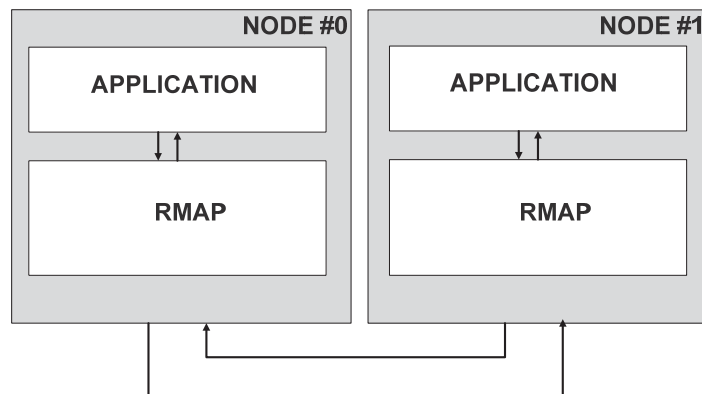 NODE #0
NODE #1
APPLICATION
APPLICATION
RMAP
RMAP